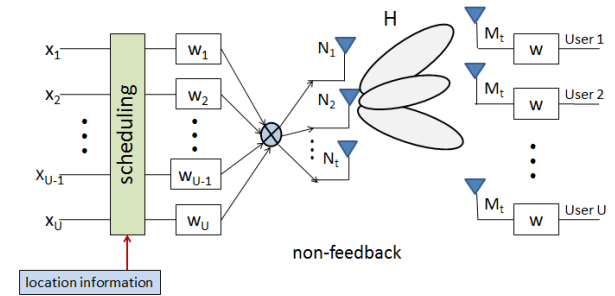 x1
x2
xU-1
xU
scheduling
location information
w1
w2
wU-1
wU
N1
N2
Nt
H
non-feedback
Mt
w
User 1
Mt
w
User 2
Mt
w
User U